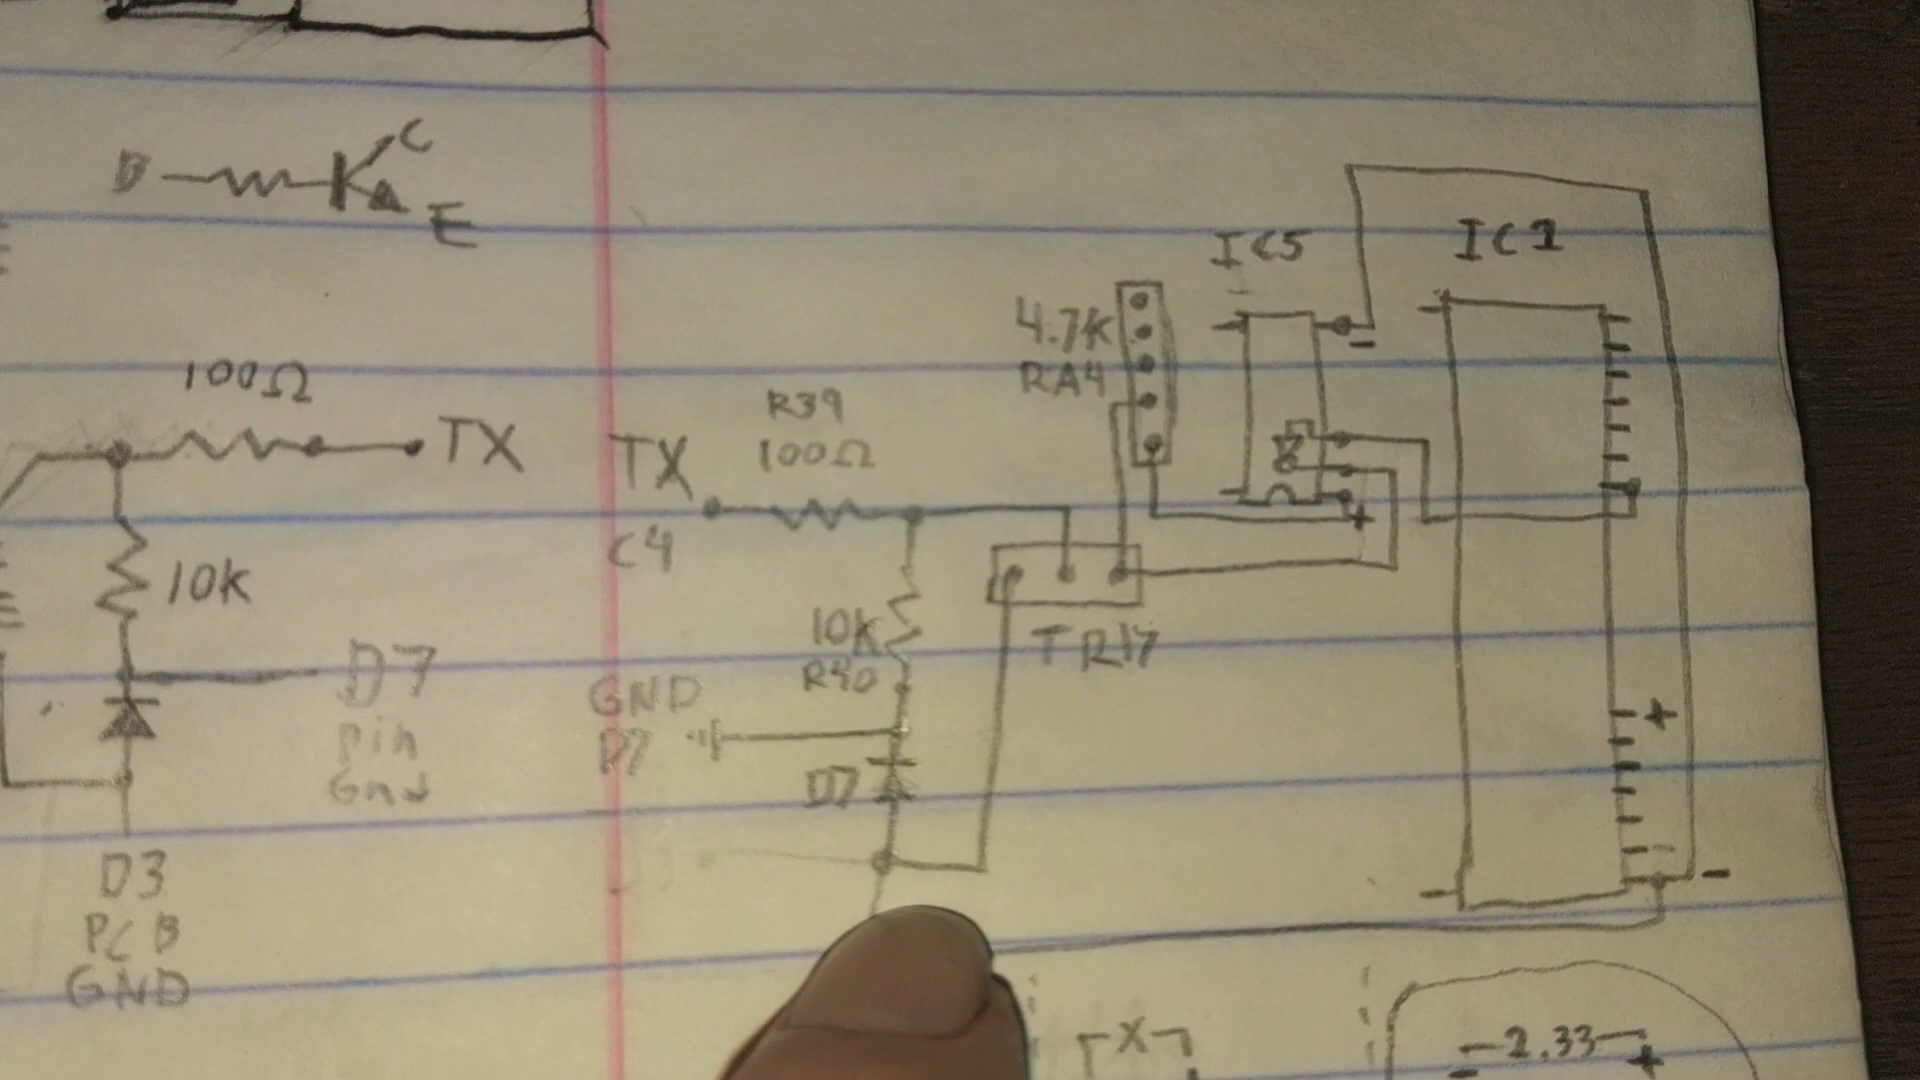 B
C
E
100Ω
TX
10K
D7
Pin
Gnd
D3
PCB
GND
TX
C4
R39
100Ω
10K
R40
GND
D7
D7
TR17
4.7K
RA4
IC5
-
+
IC1
+
-
TX
-2.33-
- +